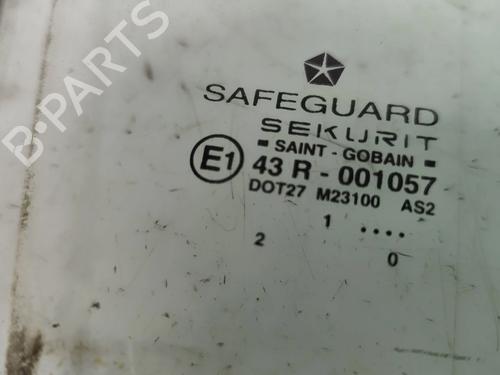 B-PARTS
SAFEGUARD
SEKURIT
SAINT - GOBAIN
E1 43 R - 001057
DOT27 M23100 AS2
1 ....
2 0